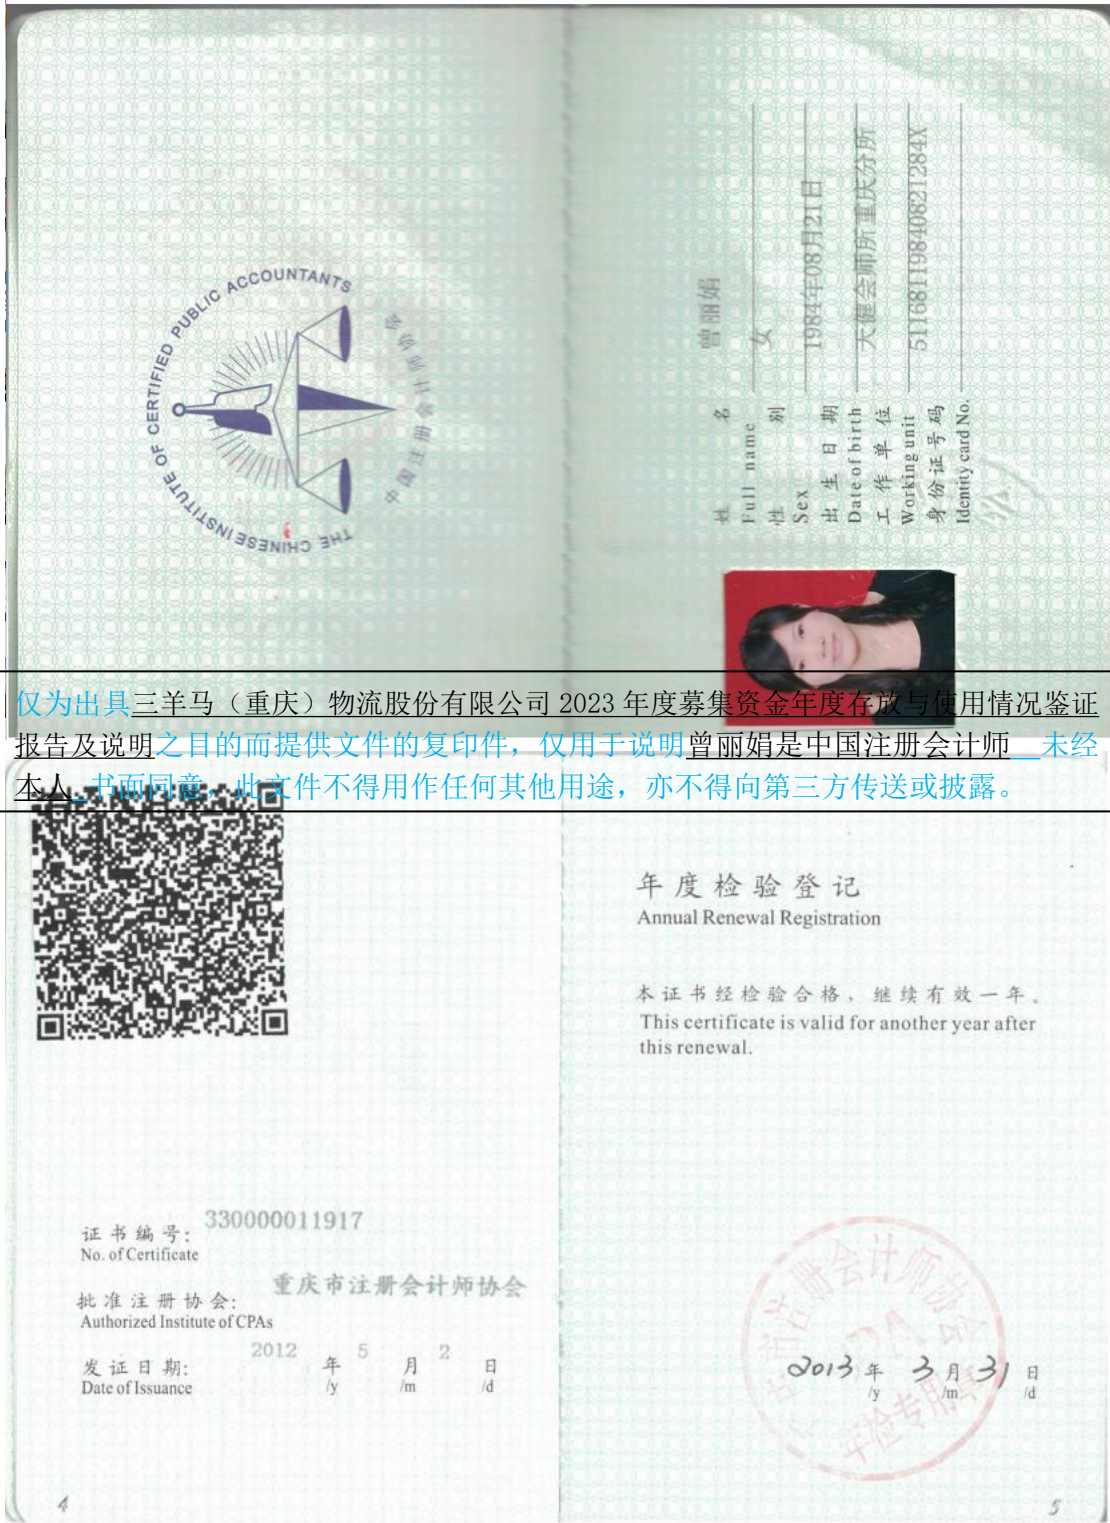 THE CHINESE INSTITUTE OF CERTIFIED PUBLIC ACCOUNTANTS
中国注册会计师协会
姓 名 曾丽娟
Full name
性 别 女
Sex
出生日期 1984年08月21日
Date of birth
工作单位 天健会师所重庆分所
Working unit
身份证号码 51168119840821284X
Identity card No.
仅为出具三羊马（重庆）物流股份有限公司 2023 年度募集资金年度存放与使用情况鉴证
报告及说明之目的而提供文件的复印件，仅用于说明曾丽娟是中国注册会计师 未经
本人 书面同意，此文件不得用作任何其他用途，亦不得向第三方传送或披露。
证书编号： 330000011917
No. of Certificate
批准注册协会： 重庆市注册会计师协会
Authorized Institute of CPAs
发证日期： 2012 年 5 月 2 日
Date of Issuance /y /m /d
4
年度检验登记
Annual Renewal Registration
本证书经检验合格，继续有效一年。
This certificate is valid for another year after
this renewal.
市注册会计师协会
2013 年 3 月 31 日
/y /m /d
年检专用章
5